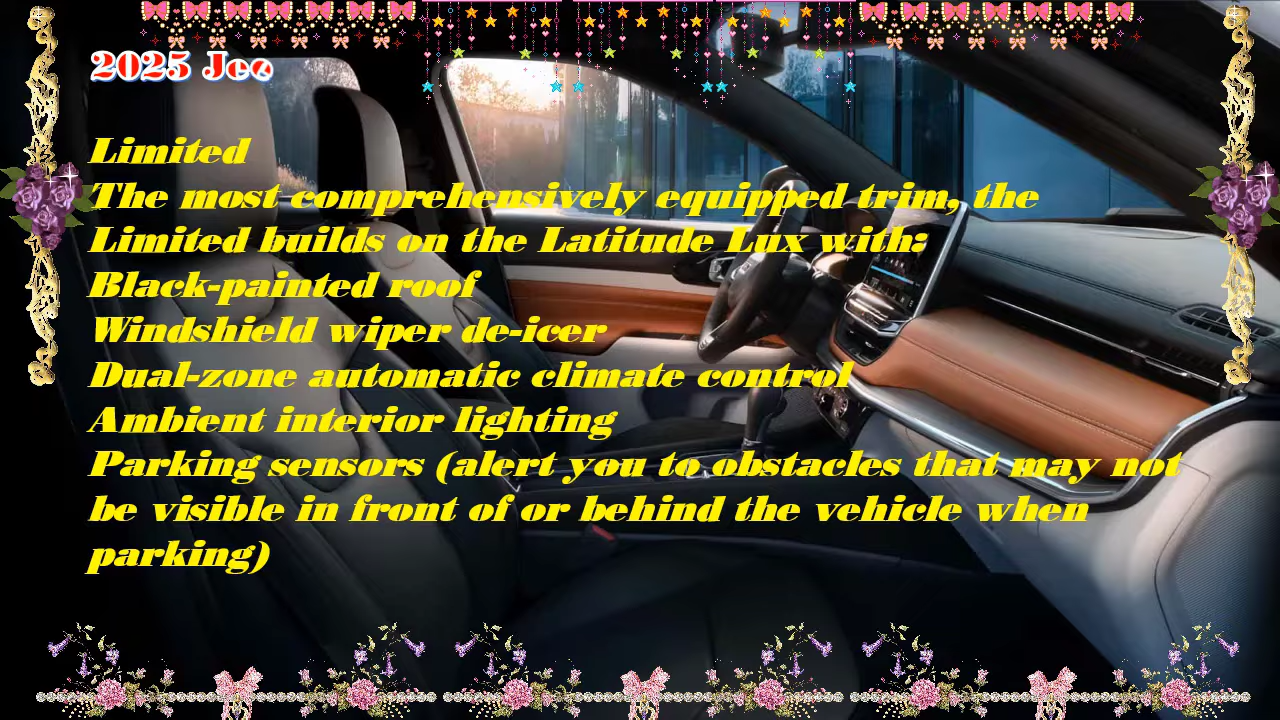 2025 Jee
Limited
The most comprehensively equipped trim, the
Limited builds on the Latitude Lux with:
Black-painted roof
Windshield wiper de-icer
Dual-zone automatic climate control
Ambient interior lighting
Parking sensors (alert you to obstacles that may not
be visible in front of or behind the vehicle when
parking)